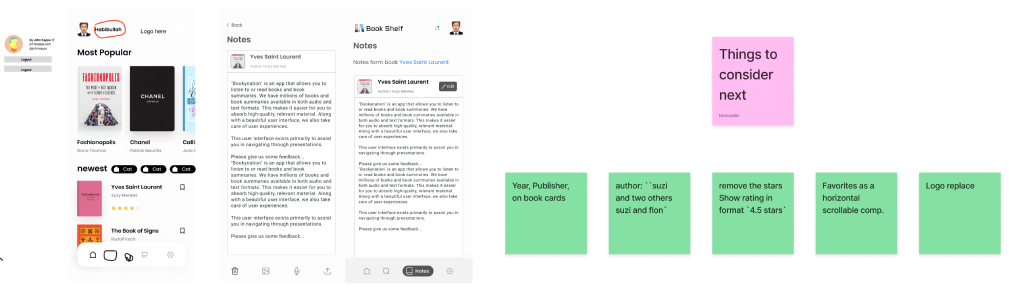 Logout
Logout
Habibullah
Logo here
Most Popular
FASHIONOPOLIS
CHANEL
Fashionopolis
Chanel
Calli
Dana Thomas
Patrick Mauriès
newest
Cat
Cat
Cat
Yves Saint Laurent
Suzy Menkes
The Book of Signs
Rudolf Koch
Back
Notes
Yves Saint Laurent
Author | Suzy Menkes
"Bookynation' is an app that allows you to
listen to or read books and book
summaries. We have millions of books and
book summaries available in both audio and
text formats. This makes it easier for you to
absorb high-quality, relevant material. Along
with a beautiful user interface, we also take
care of user experiences.
This user interface exists primarily to assist
you in navigating through presentations.
Please give us some feedback...
"Bookynation' is an app that allows you to
listen to or read books and book
summaries. We have millions of books and
book summaries available in both audio and
text formats. This makes it easier for you to
absorb high-quality, relevant material. Along
with a beautiful user interface, we also take
care of user experiences.
This user interface exists primarily to assist
you in navigating through presentations.
Please give us some feedback...
Book Shelf
Notes
Notes form book Yves Saint Laurent
Yves Saint Laurent
Author | Suzy Menkes
Edit
"Bookynation' is an app that allows you to listen to
or read books and book summaries. We have
millions of books and book summaries available in
both audio and text formats. This makes it easier
for you to absorb high-quality, relevant material.
Along with a beautiful user interface, we also take
care of user experiences.
This user interface exists primarily to assist you in
navigating through presentations.
Please give us some feedback...
"Bookynation' is an app that allows you to listen to
or read books and book summaries. We have
millions of books and book summaries available in
both audio and text formats. This makes it easier
for you to absorb high-quality, relevant material.
Along with a beautiful user interface, we also take
care of user experiences.
This user interface exists primarily to assist you in
navigating through presentations.
Please give us some feedback...
Notes
Things to
consider
next
Year, Publisher,
on book cards
author: ``suzi
and two others
suzi and flon`
remove the stars
Show rating in
format `4.5 stars`
Favorites as a
horizontal
scrollable comp.
Logo replace